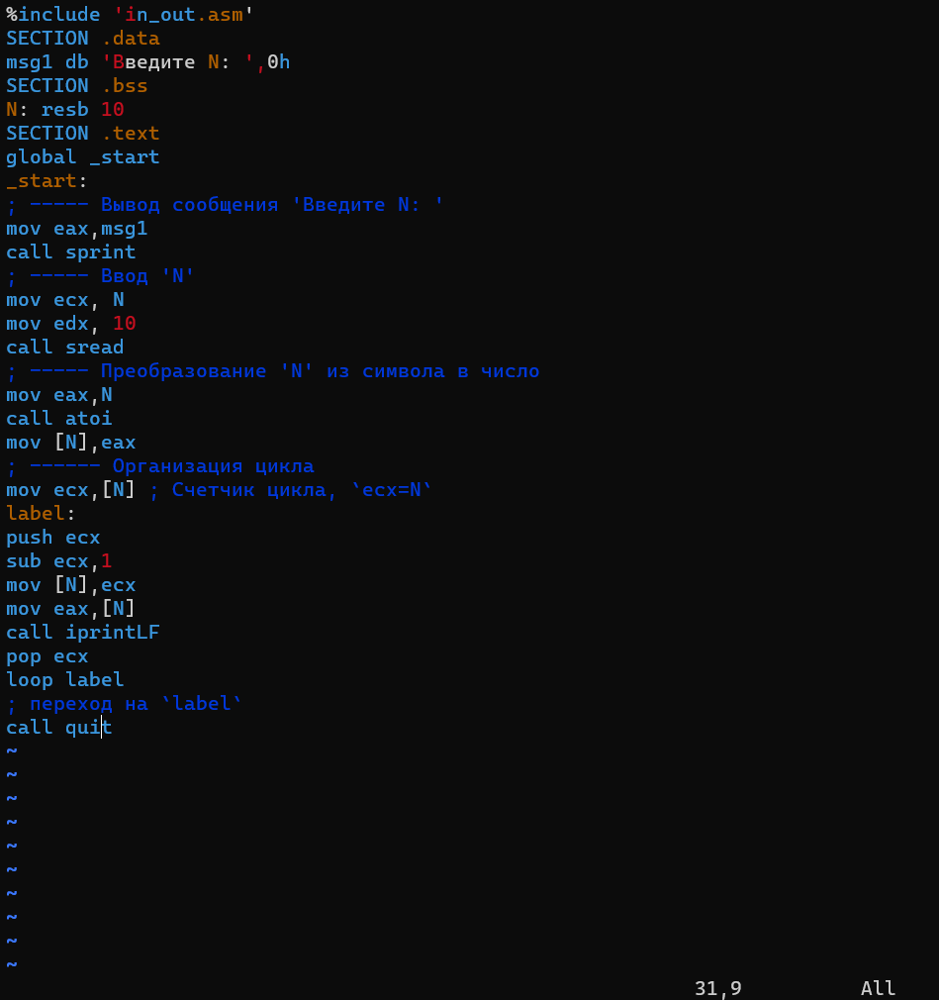 %include 'in_out.asm'
SECTION .data
msg1 db 'Введите N: ',0h
SECTION .bss
N: resb 10
SECTION .text
global _start
_start:
; ----- Вывод сообщения 'Введите N: '
mov eax,msg1
call sprint
; ----- Ввод 'N'
mov ecx, N
mov edx, 10
call sread
; ----- Преобразование 'N' из символа в число
mov eax,N
call atoi
mov [N],eax
; ------ Организация цикла
mov ecx,[N] ; Счетчик цикла, `ecx=N`
label:
push ecx
sub ecx,1
mov [N],ecx
mov eax,[N]
call iprintLF
pop ecx
loop label
; переход на `label`
call quit
~
~
~
~
~
~
~
~
~
~
31,9 All